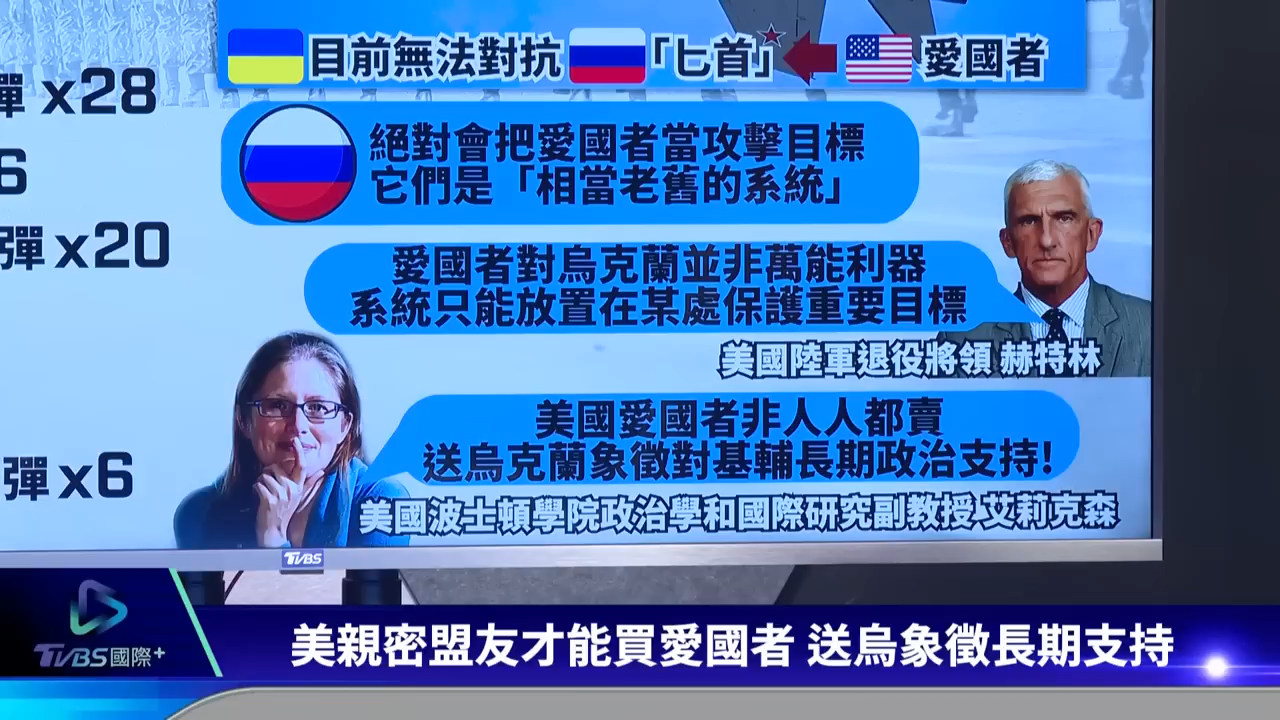 目前無法對抗「匕首」愛國者
彈 x28
絕對會把愛國者當攻擊目標
它們是「相當老舊的系統」
6
彈 x20
愛國者對烏克蘭並非萬能利器
系統只能放置在某處保護重要目標
美國陸軍退役將領 赫特林
美國愛國者非人人都賣
送烏克蘭象徵對基輔長期政治支持!
彈 x6
美國波士頓學院政治學和國際研究副教授 艾莉克森
TVBS
美親密盟友才能買愛國者 送烏象徵長期支持
TVBS國際+